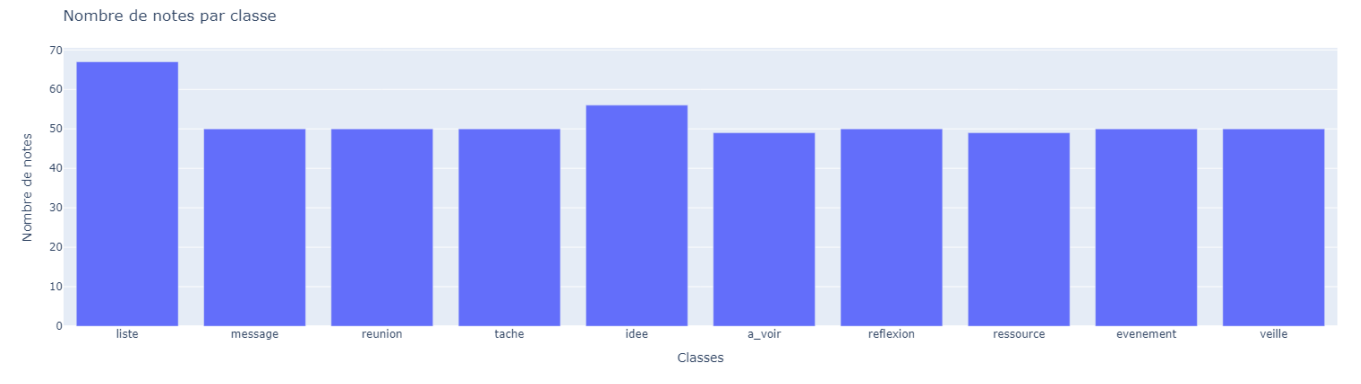 Nombre de notes par classe
70
60
50
40
30
20
10
0
Nombre de notes
liste message reunion tache idee a_voir reflexion ressource evenement veille
Classes